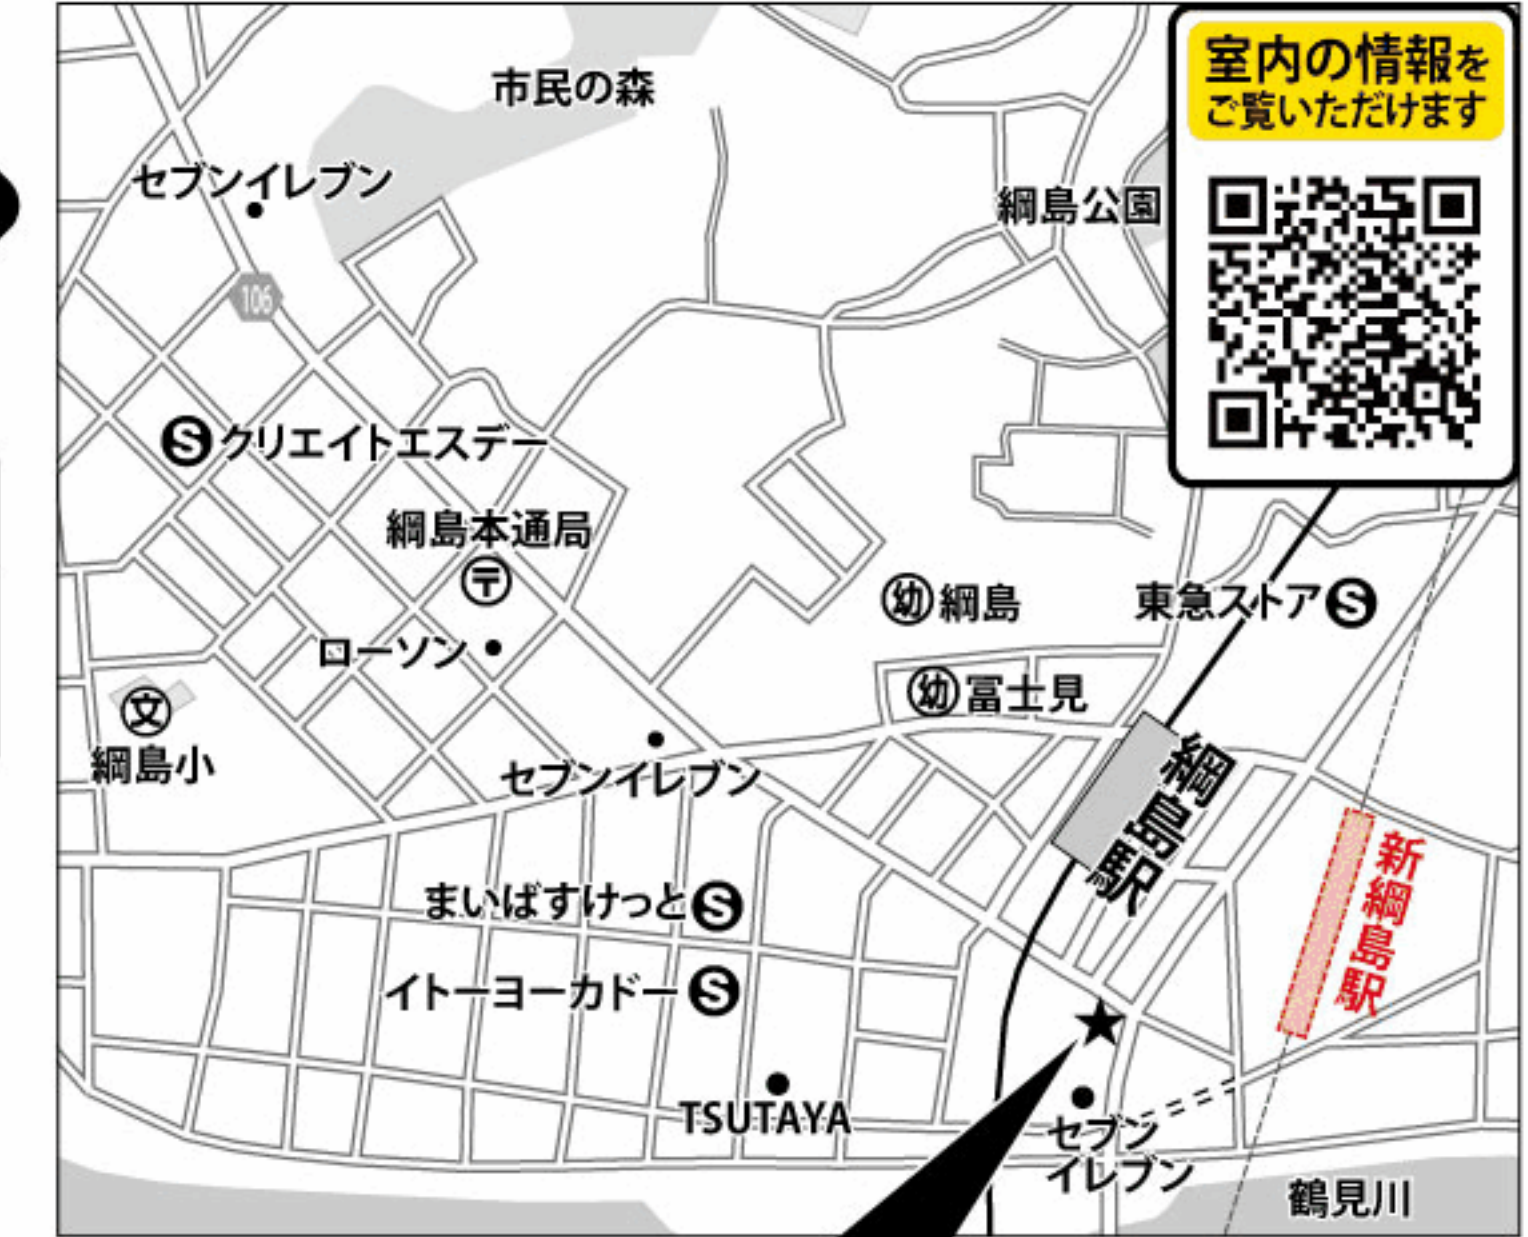 室内の情報を
ご覧いただけます
市民の森
セブンイレブン
綱島公園
106
Sクリエイトエスデー
綱島本通局
〒
幼 綱島
東急ストア S
ローソン
幼 冨士見
文
綱島小
綱島駅
セブンイレブン
新綱島駅
まいばすけっと S
イトーヨーカドー S
TSUTAYA
セブン
イレブン
鶴見川